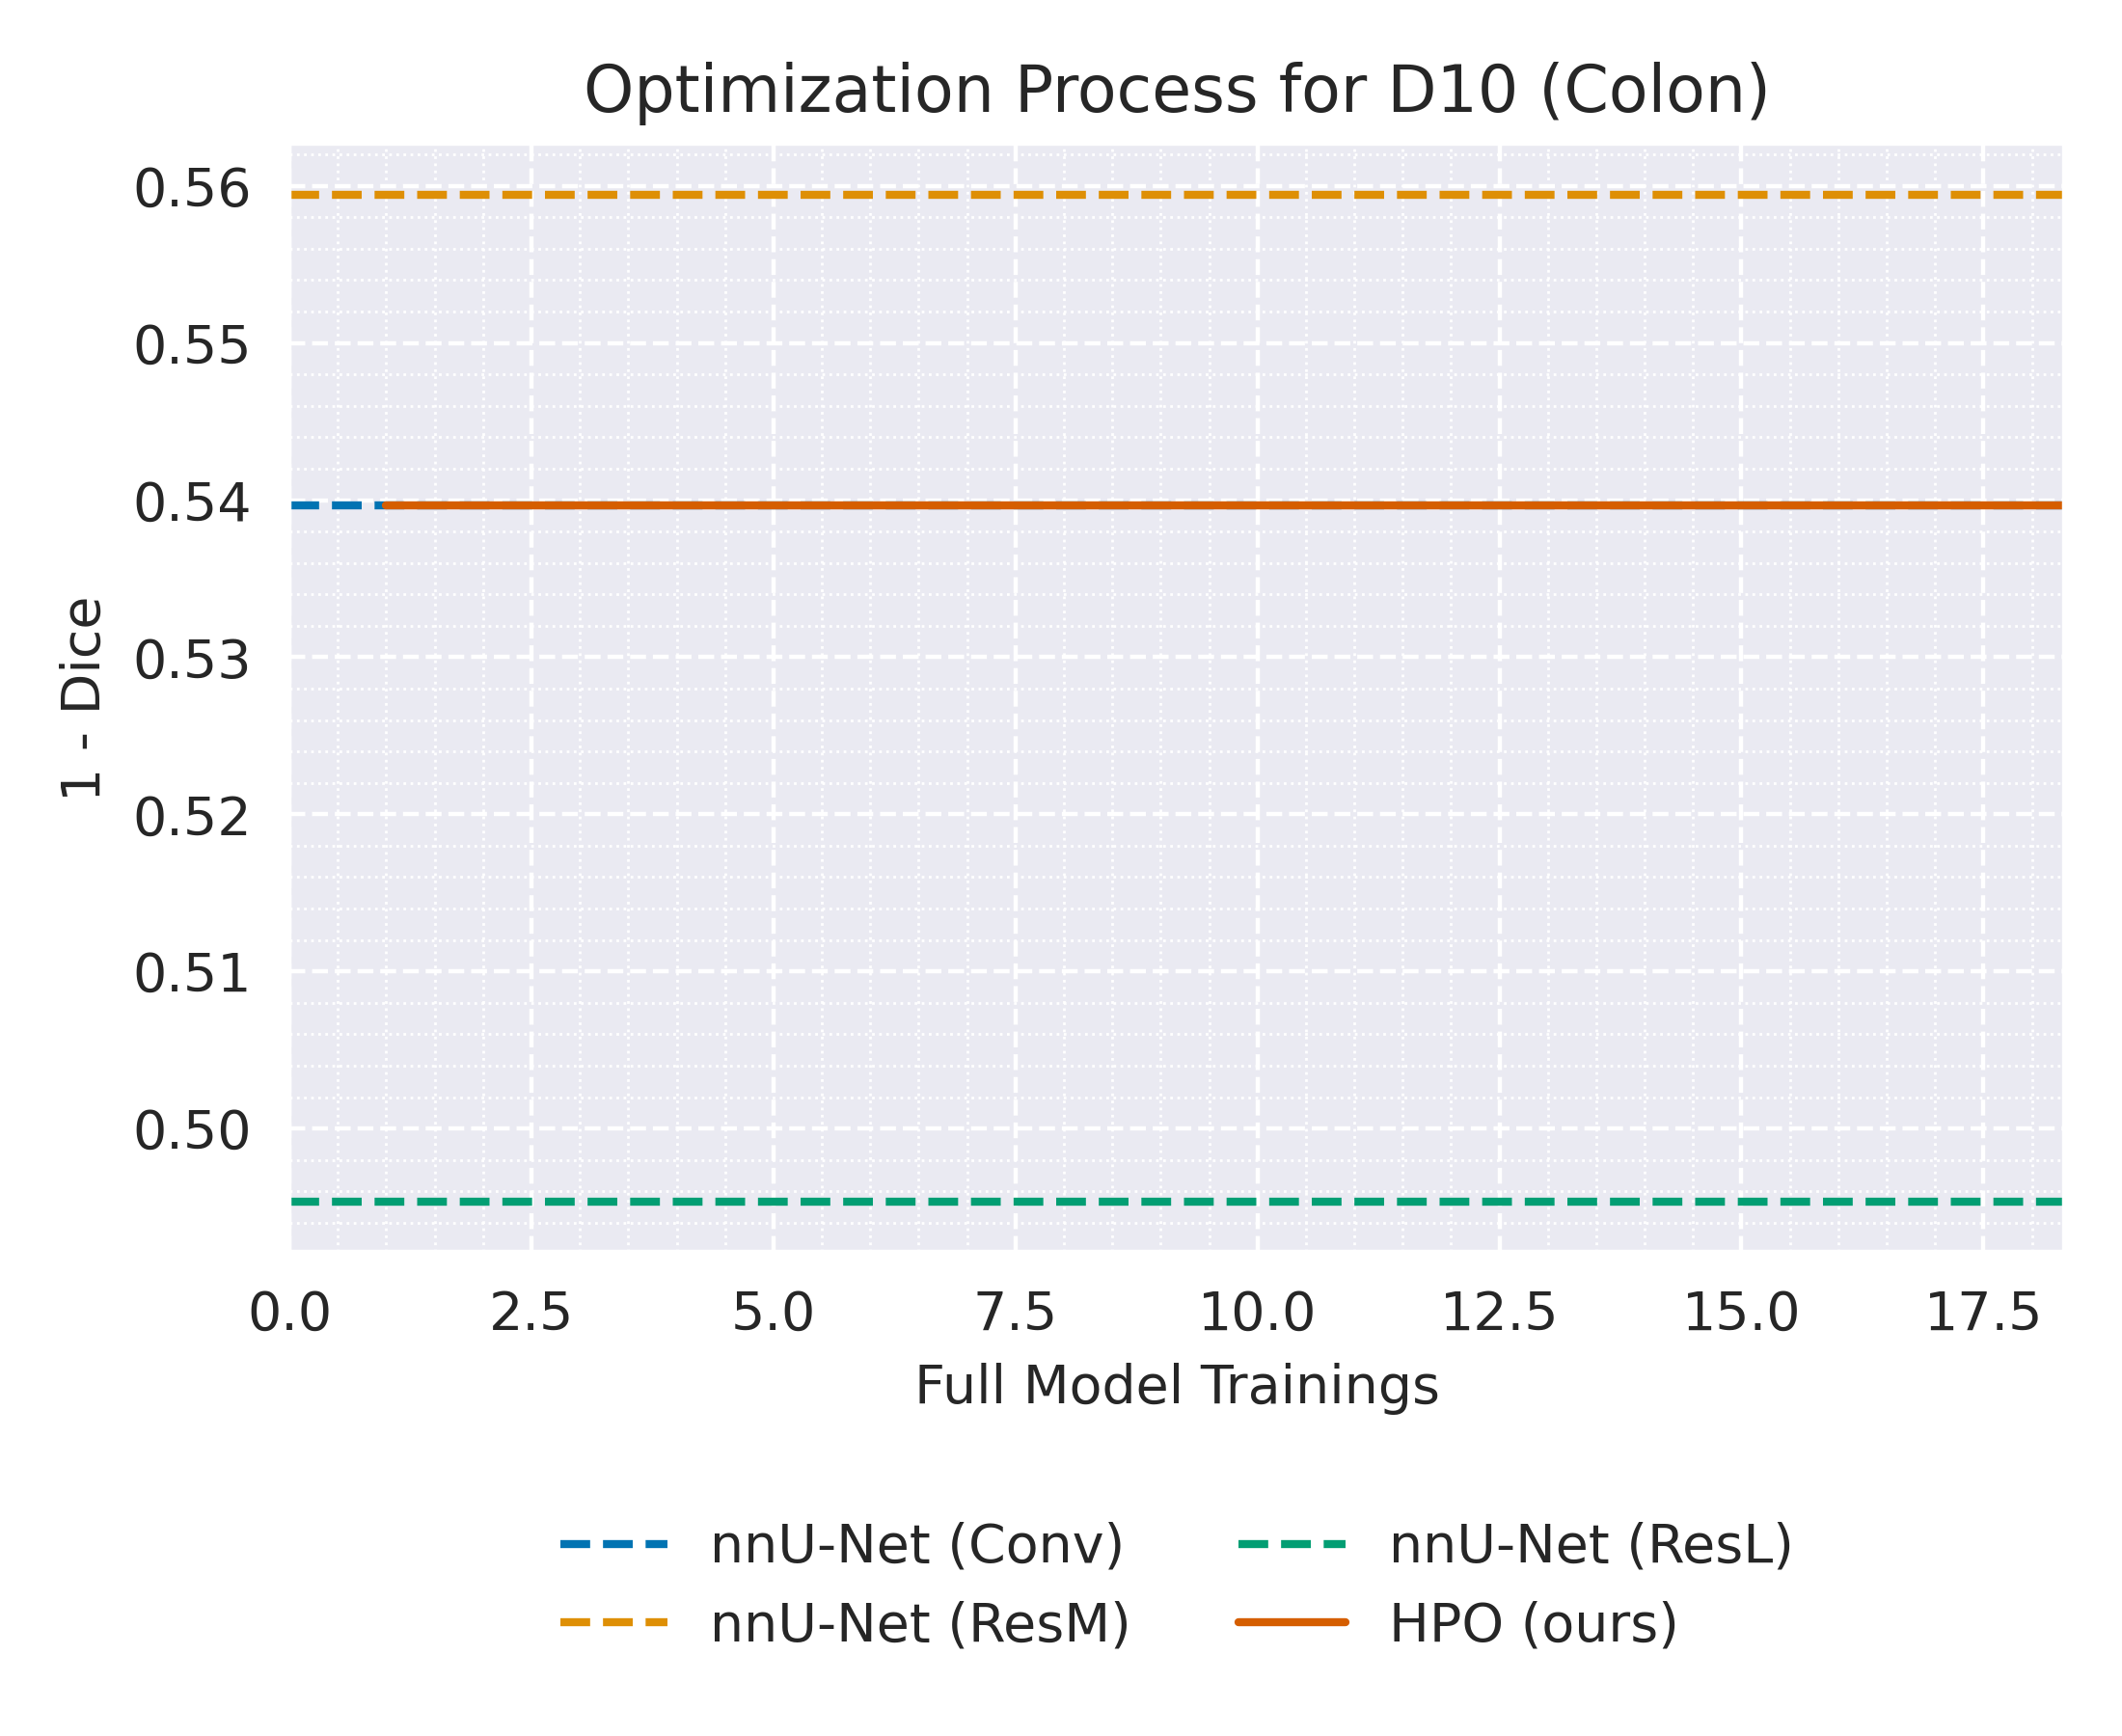 Optimization Process for D10 (Colon)
0.56
0.55
0.54
0.53
0.52
0.51
0.50
1 - Dice
0.0 2.5 5.0 7.5 10.0 12.5 15.0 17.5
Full Model Trainings
nnU-Net (Conv) nnU-Net (ResL)
nnU-Net (ResM) HPO (ours)